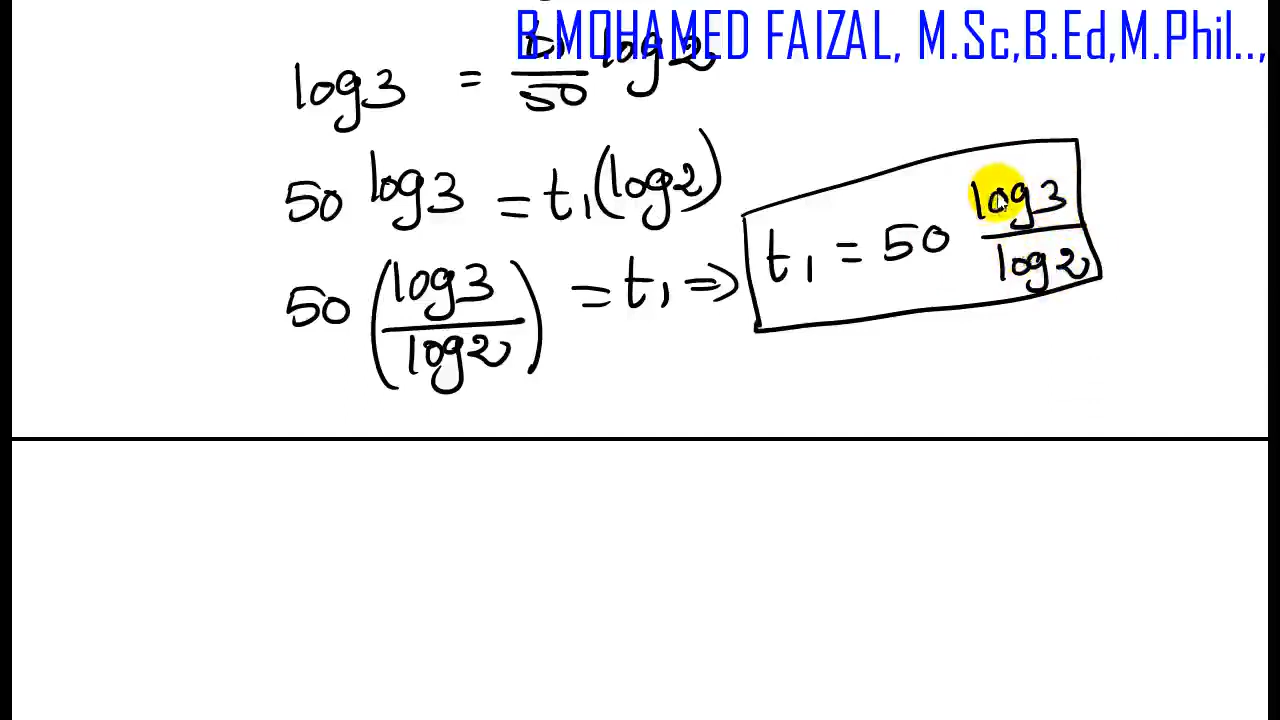 B.MOHAMED FAIZAL, M.Sc,B.Ed,M.Phil..,
log3 = t₁/50 log2
50 log3 = t₁(log2)
50 (log3/log2) = t₁ ⇒ t₁ = 50 log3/log2